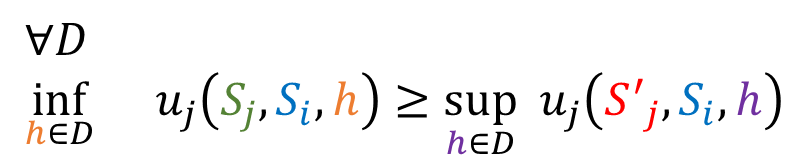 ∀D
inf h∈D u_j(S_j, S_i, h) ≥ sup h∈D u_j(S'_j, S_i, h)